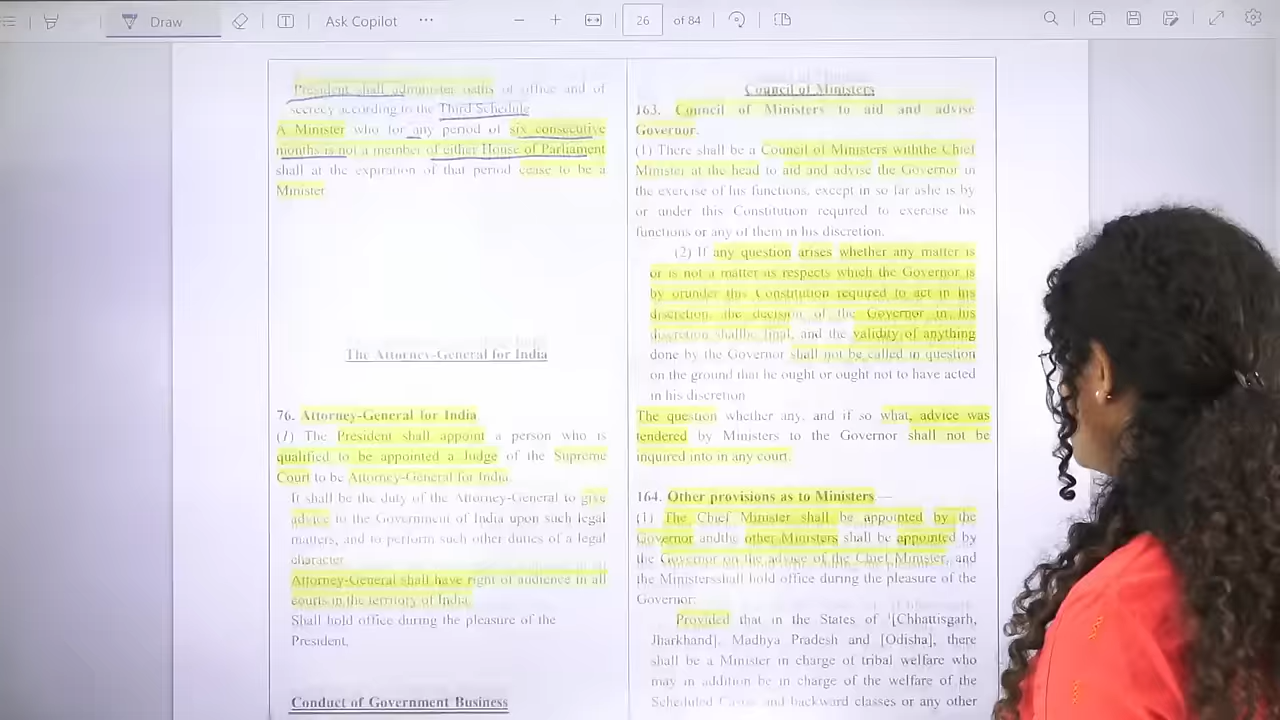 Draw
Ask Copilot
26 of 84
President shall administer oaths of office and of
secrecy according to the Third Schedule
A Minister who for any period of six consecutive
months is not a member of either House of Parliament
shall at the expiration of that period cease to be a
Minister
The Attorney-General for India
76. Attorney-General for India
(1) The President shall appoint a person who is
qualified to be appointed a Judge of the Supreme
Court to be Attorney-General for India.
It shall be the duty of the Attorney-General to give
advice to the Government of India upon such legal
matters, and to perform such other duties of a legal
character
Attorney-General shall have right of audience in all
courts in the territory of India
Shall hold office during the pleasure of the
President.
Conduct of Government Business
Council of Ministers
163. Council of Ministers to aid and advise
Governor.
(1) There shall be a Council of Ministers withthe Chief
Minister at the head to aid and advise the Governor in
the exercise of his functions, except in so far ashe is by
or under this Constitution required to exercise his
functions or any of them in his discretion.
(2) If any question arises whether any matter is
or is not a matter as respects which the Governor is
by orunder this Constitution required to act in his
discretion, the decision of the Governor in his
discretion shallbe final, and the validity of anything
done by the Governor shall not be called in question
on the ground that he ought or ought not to have acted
in his discretion
The question whether any, and if so what, advice was
tendered by Ministers to the Governor shall not be
inquired into in any court.
164. Other provisions as to Ministers.—
(1) The Chief Minister shall be appointed by the
Governor andthe other Ministers shall be appointed by
the Governor on the advice of the Chief Minister, and
the Ministersshall hold office during the pleasure of the
Governor:
Provided that in the States of [Chhattisgarh,
Jharkhand], Madhya Pradesh and [Odisha], there
shall be a Minister in charge of tribal welfare who
may in addition be in charge of the welfare of the
Scheduled Castes and backward classes or any other